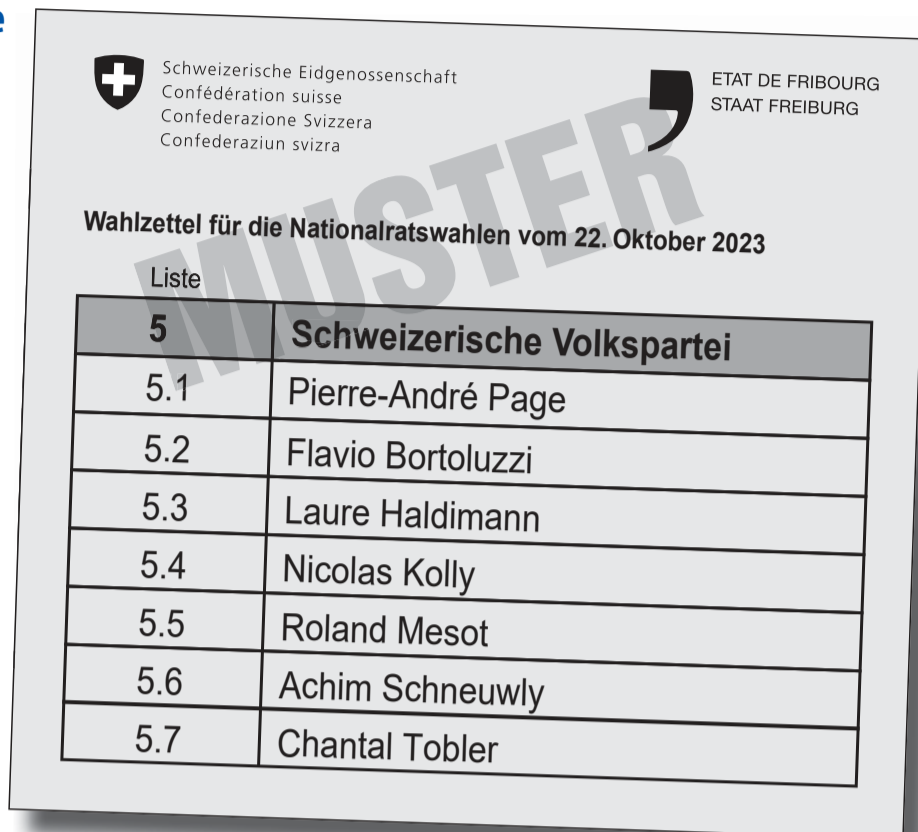 e
Schweizerische Eidgenossenschaft
Confédération suisse
Confederazione Svizzera
Confederaziun svizra
ETAT DE FRIBOURG
STAAT FREIBURG
MUSTER
Wahlzettel für die Nationalratswahlen vom 22. Oktober 2023
Liste
5 Schweizerische Volkspartei
5.1 Pierre-André Page
5.2 Flavio Bortoluzzi
5.3 Laure Haldimann
5.4 Nicolas Kolly
5.5 Roland Mesot
5.6 Achim Schneuwly
5.7 Chantal Tobler